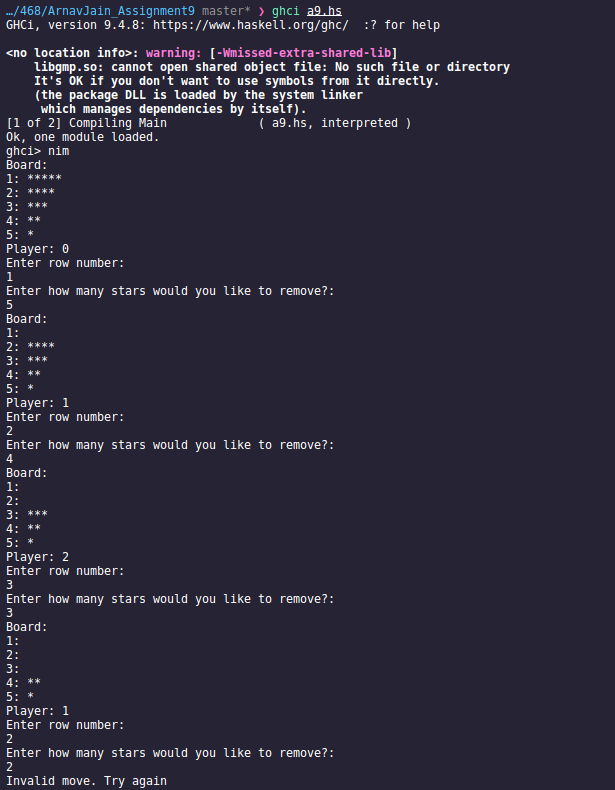 …/468/ArnavJain_Assignment9 master* ❯ ghci a9.hs
GHCi, version 9.4.8: https://www.haskell.org/ghc/  :? for help

<no location info>: warning: [-Wmissed-extra-shared-lib]
    libgmp.so: cannot open shared object file: No such file or directory
    It's OK if you don't want to use symbols from it directly.
    (the package DLL is loaded by the system linker
     which manages dependencies by itself).
[1 of 2] Compiling Main             ( a9.hs, interpreted )
Ok, one module loaded.
ghci> nim
Board:
1: *****
2: ****
3: ***
4: **
5: *
Player: 0
Enter row number:
1
Enter how many stars would you like to remove?:
5
Board:
1:
2: ****
3: ***
4: **
5: *
Player: 1
Enter row number:
2
Enter how many stars would you like to remove?:
4
Board:
1:
2:
3: ***
4: **
5: *
Player: 2
Enter row number:
3
Enter how many stars would you like to remove?:
3
Board:
1:
2:
3:
4: **
5: *
Player: 1
Enter row number:
2
Enter how many stars would you like to remove?:
2
Invalid move. Try again